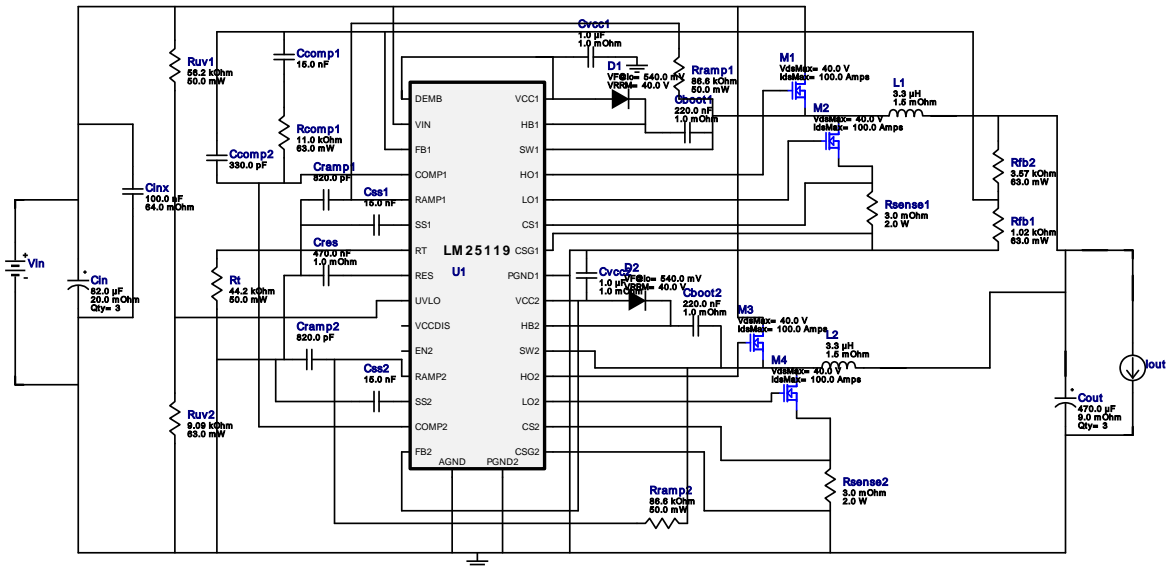 Cvcc1
1.0 µF
1.0 mOhm
Ruv1
56.2 kOhm
50.0 mW
Ccomp1
15.0 nF
D1
VF@Io= 540.0 mV
VRRM= 40.0 V
Rramp1
86.6 kOhm
50.0 mW
M1
VdsMax= 40.0 V
IdsMax= 100.0 Amps
L1
3.3 µH
1.5 mOhm
Cboot1
220.0 nF
1.0 mOhm
M2
VdsMax= 40.0 V
IdsMax= 100.0 Amps
Rcomp1
11.0 kOhm
63.0 mW
Ccomp2
330.0 pF
Cramp1
820.0 pF
Css1
15.0 nF
Cinx
100.0 nF
64.0 mOhm
Rfb2
3.57 kOhm
63.0 mW
Rsense1
3.0 mOhm
2.0 W
Rfb1
1.02 kOhm
63.0 mW
DEMB
VIN
FB1
COMP1
RAMP1
SS1
RT
RES
UVLO
VCCDIS
EN2
RAMP2
SS2
COMP2
FB2
AGND
PGND2
LM25119
U1
VCC1
HB1
SW1
HO1
LO1
CS1
CSG1
PGND1
VCC2
HB2
SW2
HO2
LO2
CS2
CSG2
Cres
470.0 nF
1.0 mOhm
Vin
Cin
82.0 µF
20.0 mOhm
Qty= 3
Rt
44.2 kOhm
50.0 mW
Cvcc2
1.0 µF
1.0 mOhm
D2
VF@Io= 540.0 mV
VRRM= 40.0 V
Cboot2
220.0 nF
1.0 mOhm
M3
VdsMax= 40.0 V
IdsMax= 100.0 Amps
L2
3.3 µH
1.5 mOhm
Cramp2
820.0 pF
Css2
15.0 nF
M4
VdsMax= 40.0 V
IdsMax= 100.0 Amps
Iout
Cout
470.0 µF
9.0 mOhm
Qty= 3
Ruv2
9.09 kOhm
63.0 mW
Rramp2
86.6 kOhm
50.0 mW
Rsense2
3.0 mOhm
2.0 W